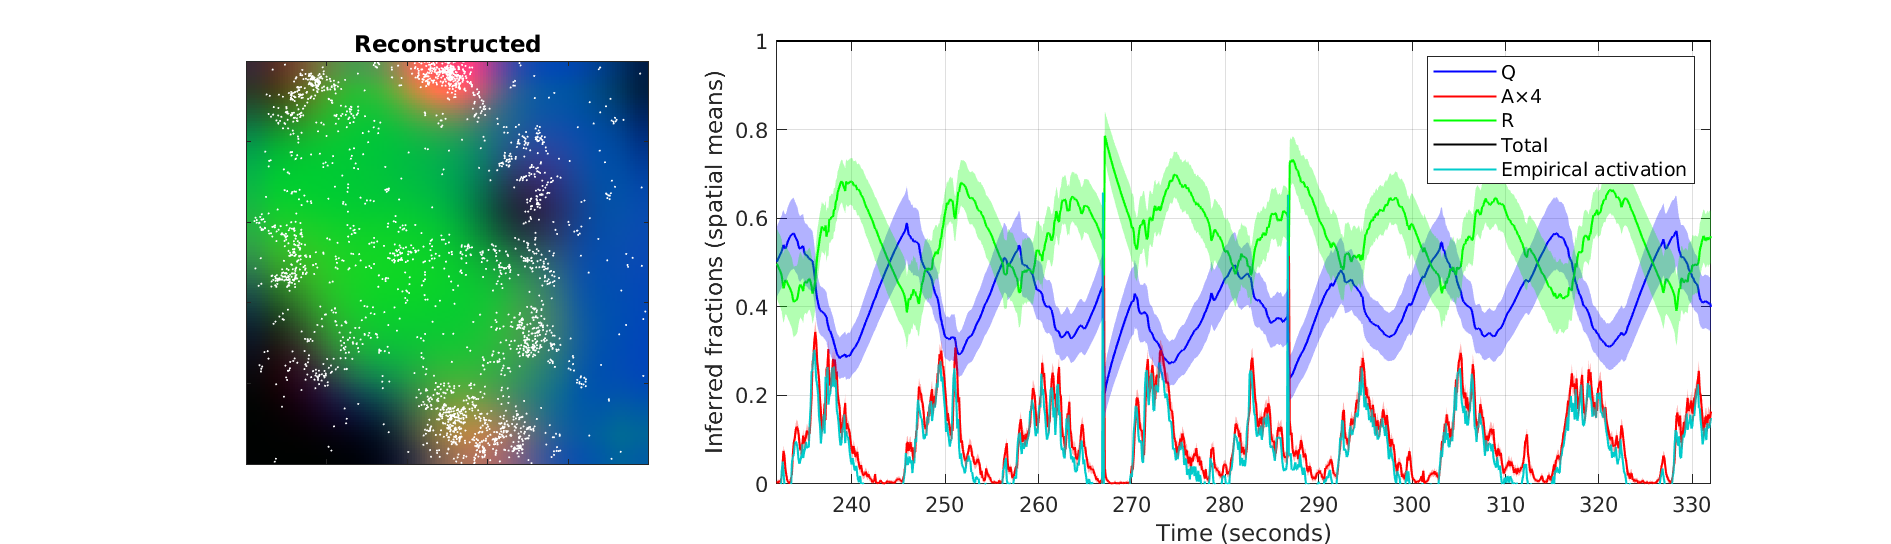 Reconstructed
Inferred fractions (spatial means)
1
0.8
0.6
0.4
0.2
0
240
250
260
270
280
290
300
310
320
330
Time (seconds)
Q
A×4
R
Total
Empirical activation